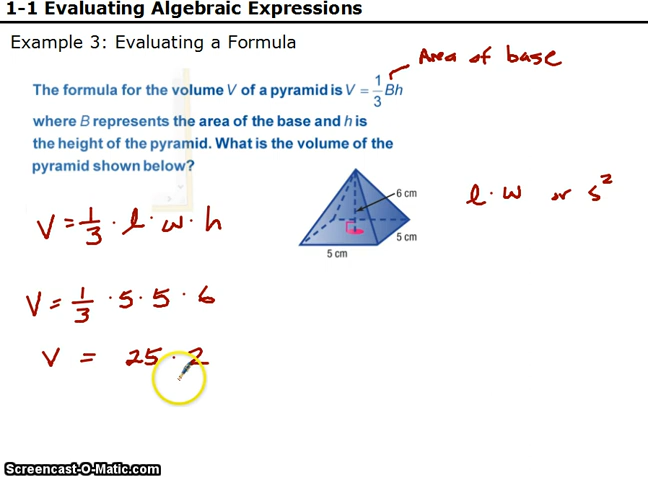 1-1 Evaluating Algebraic Expressions
Example 3: Evaluating a Formula
Area of base
The formula for the volume V of a pyramid is V = 1/3 Bh
where B represents the area of the base and h is
the height of the pyramid. What is the volume of the
pyramid shown below?
6 cm
5 cm
5 cm
l · w or s²
V = 1/3 · l · w · h
V = 1/3 · 5 · 5 · 6
V = 25 · 2
Screencast-O-Matic.com